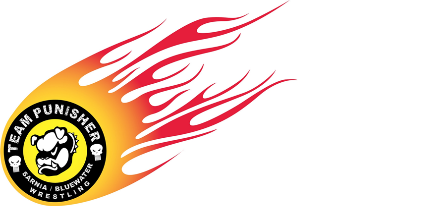 TEAM PUNISHER
SARNIA / BLUEWATER
WRESTLING